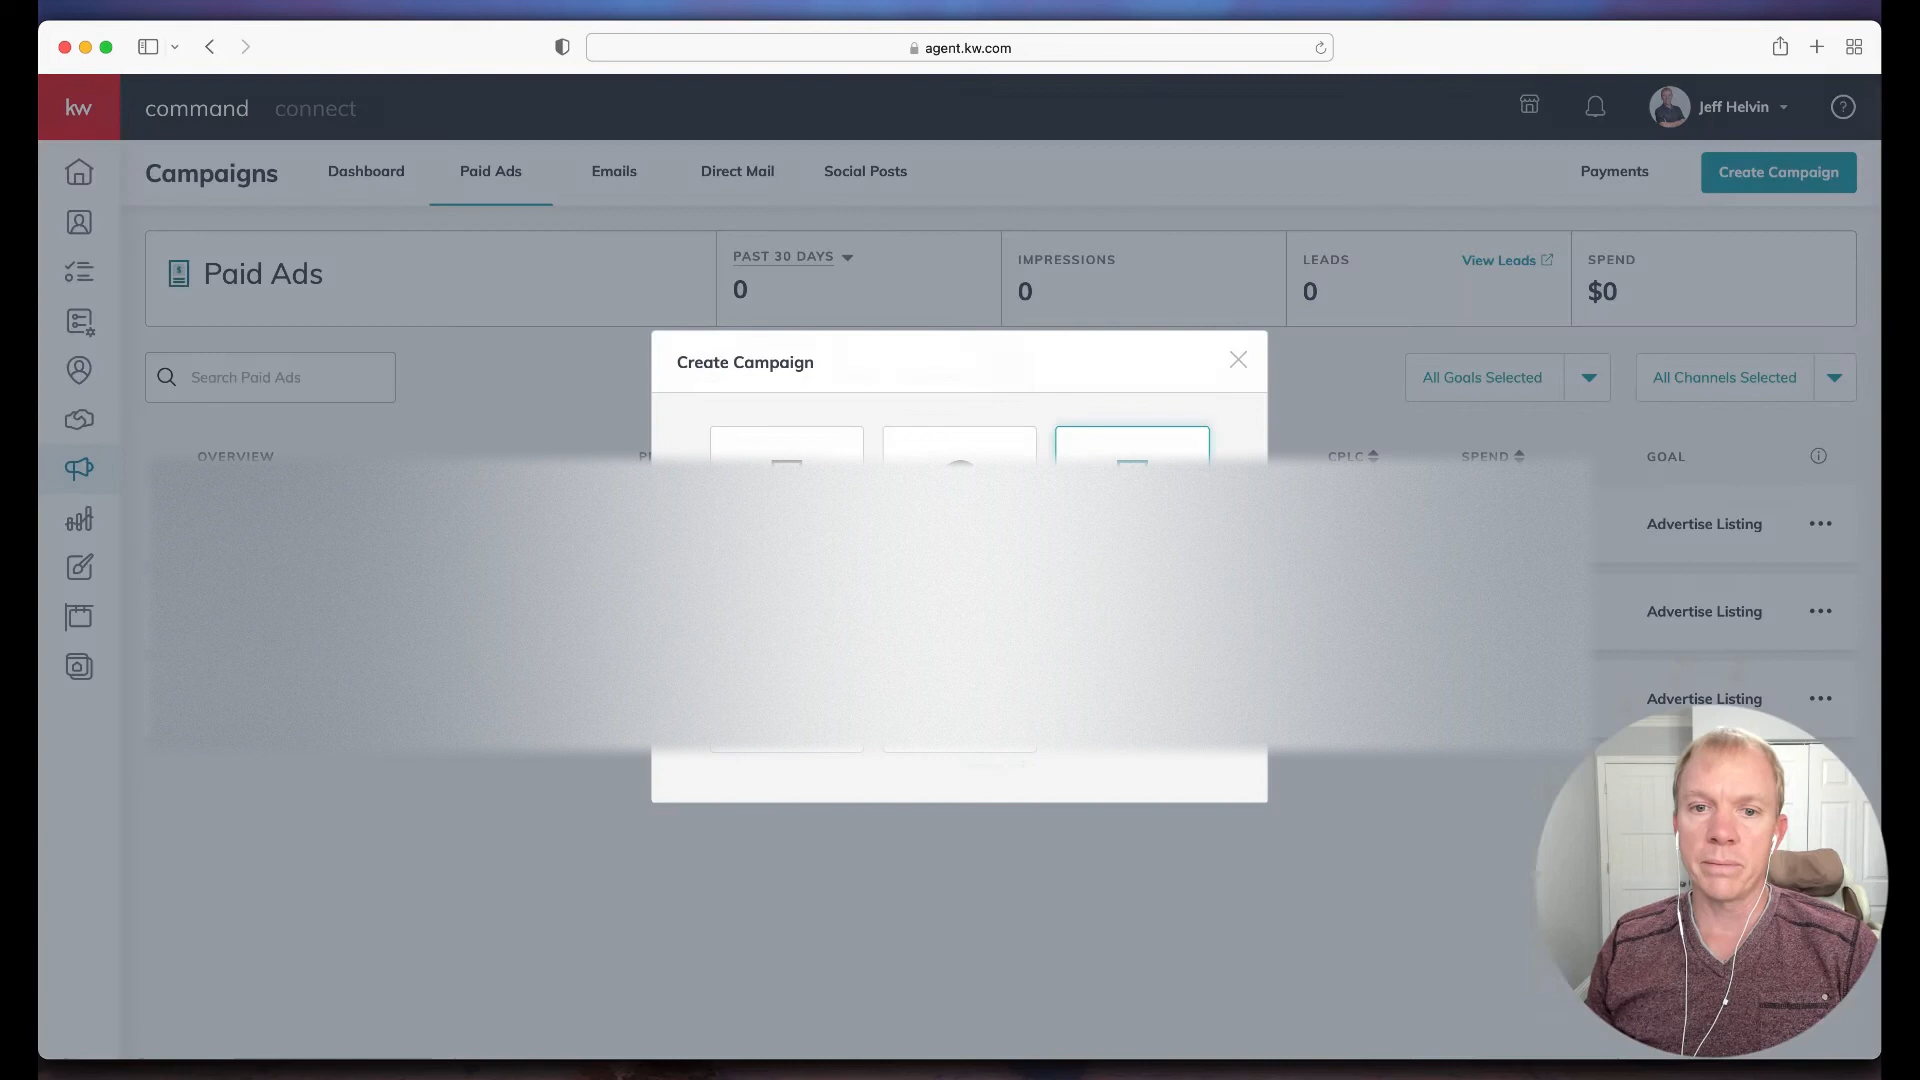 agent.kw.com
kw command connect Jeff Helvin ?
Campaigns Dashboard Paid Ads Emails Direct Mail Social Posts Payments Create Campaign
Paid Ads
PAST 30 DAYS
0
IMPRESSIONS
0
LEADS View Leads
0
SPEND
$0
Create Campaign
Search Paid Ads
All Goals Selected
All Channels Selected
OVERVIEW CPLC SPEND GOAL
Advertise Listing
Advertise Listing
Advertise Listing